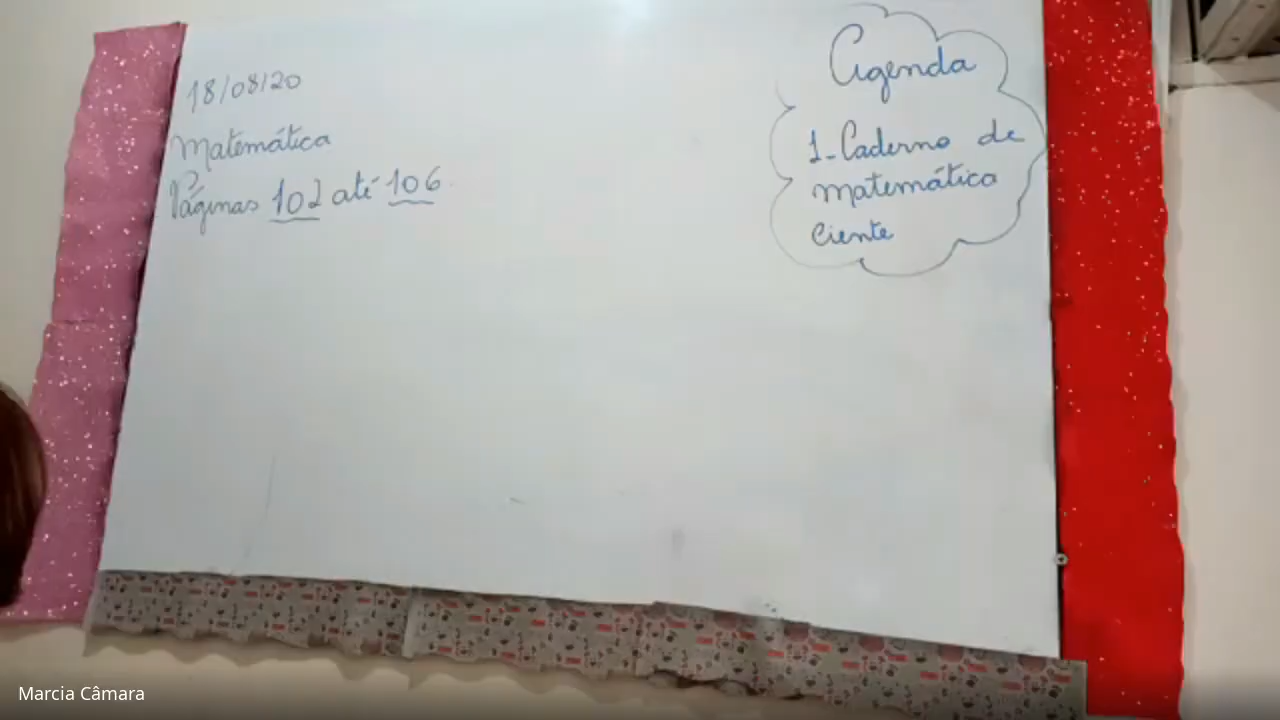 18/08/20
Matemática
Páginas 102 até 106.
Agenda
1-Caderno de
matemática
Ciente
Marcia Câmara